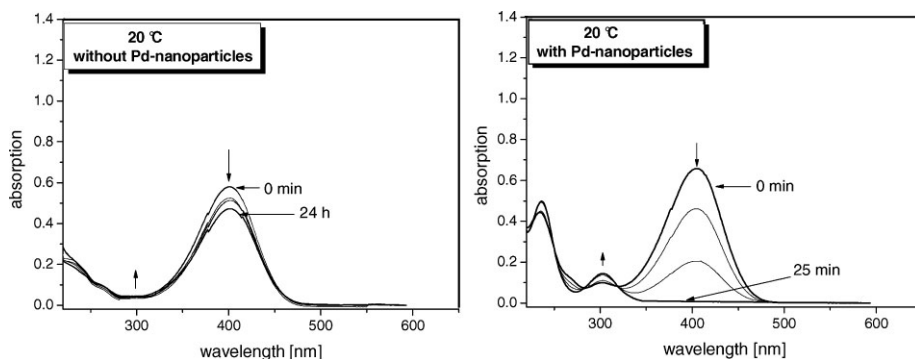 20 °C
without Pd-nanoparticles
absorption
1.4
1.2
1.0
0.8
0.6
0.4
0.2
0.0
0 min
24 h
300
400
500
600
wavelength [nm]
20 °C
with Pd-nanoparticles
absorption
1.4
1.2
1.0
0.8
0.6
0.4
0.2
0.0
0 min
25 min
300
400
500
600
wavelength [nm]